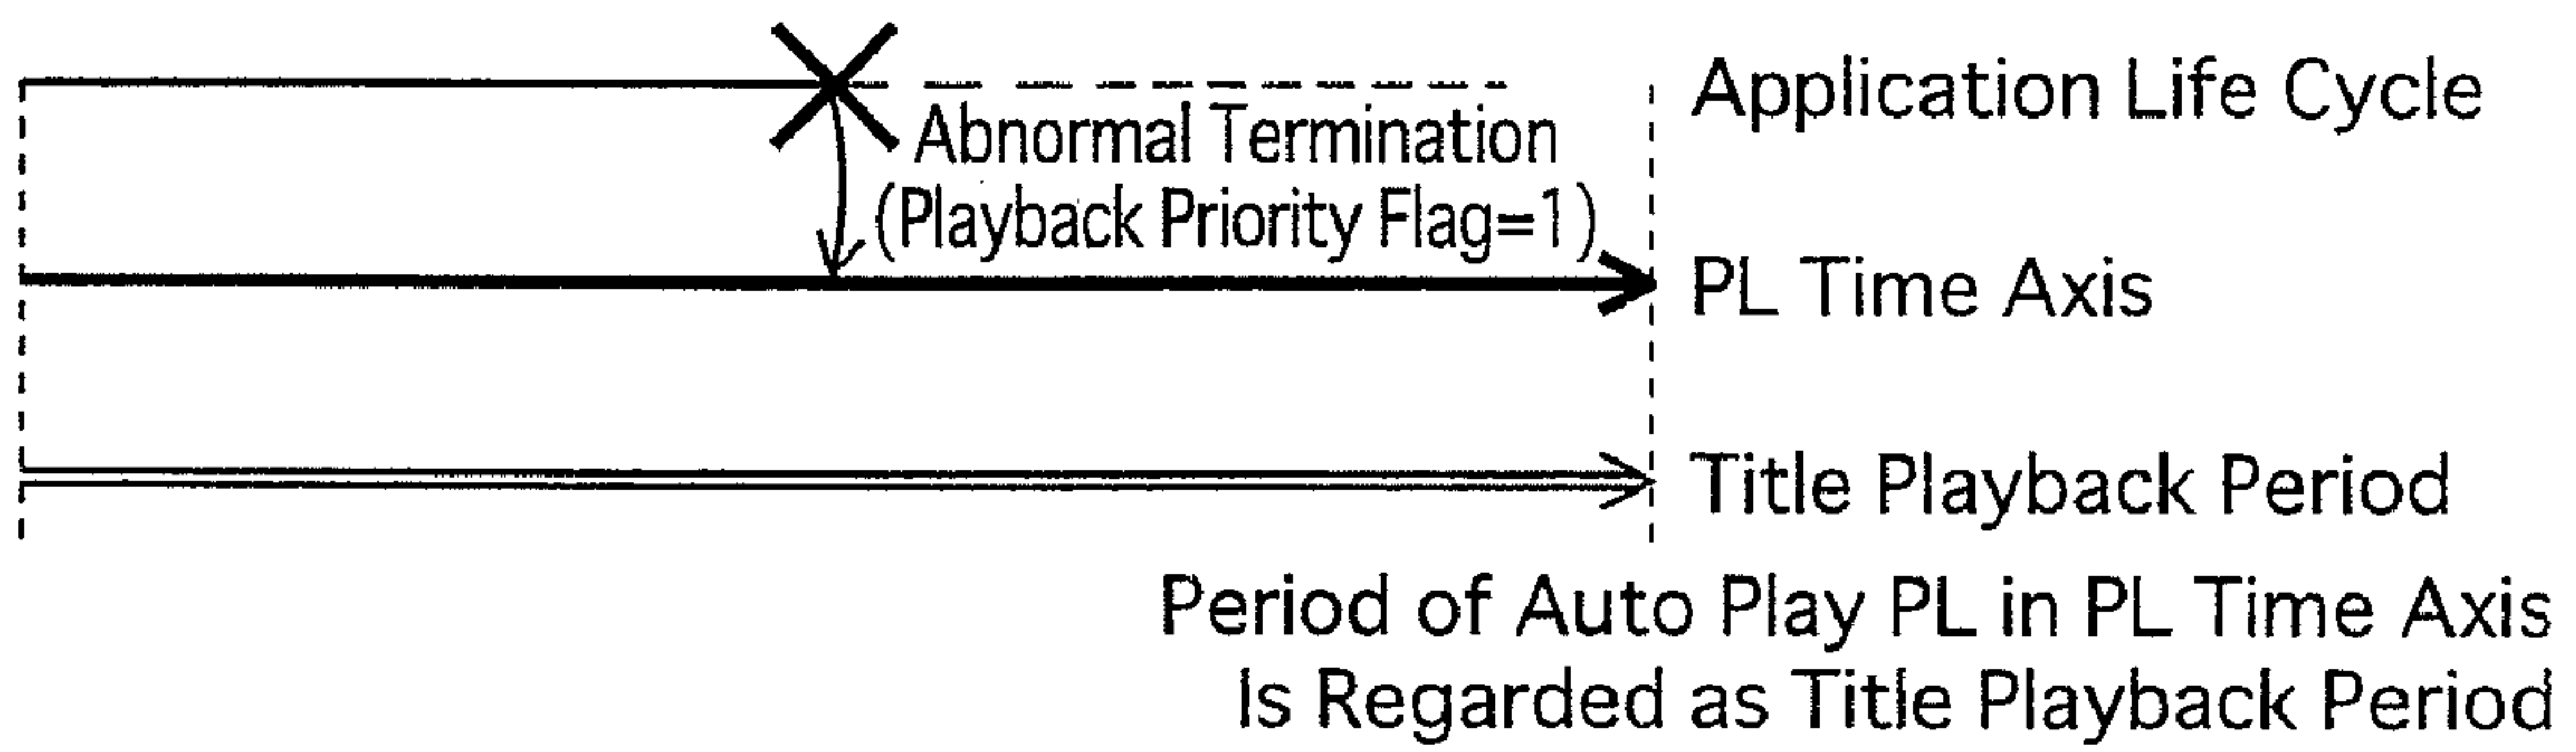 Application Life Cycle
Abnormal Termination
(Playback Priority Flag=1)
PL Time Axis
Title Playback Period
Period of Auto Play PL in PL Time Axis
Is Regarded as Title Playback Period